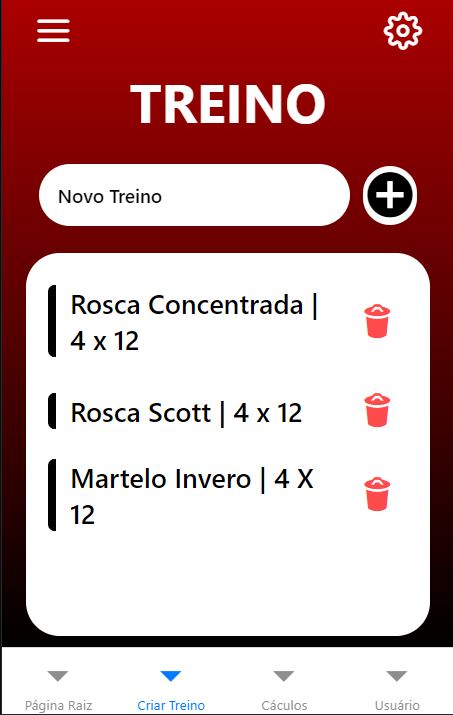 TREINO
Novo Treino
Rosca Concentrada |
4 x 12
Rosca Scott | 4 x 12
Martelo Invero | 4 X
12
Página Raiz
Criar Treino
Cáculos
Usuário